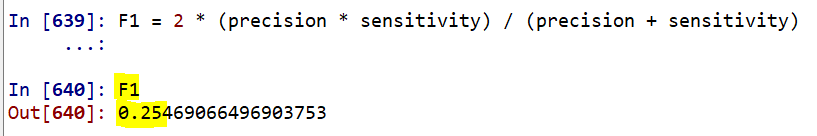 In [639]: F1 = 2 * (precision * sensitivity) / (precision + sensitivity)
...:
In [640]: F1
Out[640]: 0.25469066496903753